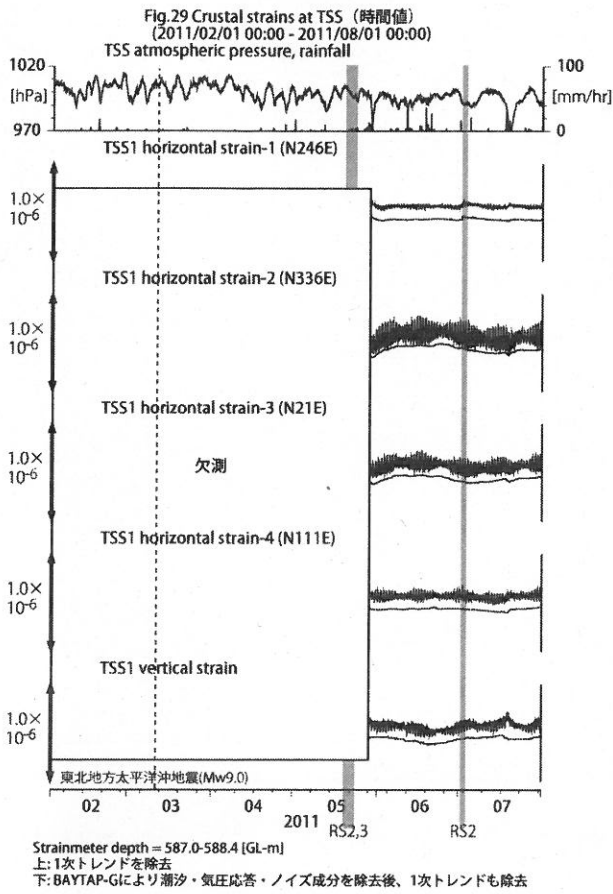 Fig.29 Crustal strains at TSS（時間値）
(2011/02/01 00:00 - 2011/08/01 00:00)
TSS atmospheric pressure, rainfall
1020
[hPa]
970
100
[mm/hr]
0
TSS1 horizontal strain-1 (N246E)
1.0×
10-6
TSS1 horizontal strain-2 (N336E)
1.0×
10-6
TSS1 horizontal strain-3 (N21E)
1.0×
10-6
欠測
TSS1 horizontal strain-4 (N111E)
1.0×
10-6
TSS1 vertical strain
1.0×
10-6
東北地方太平洋沖地震(Mw9.0)
02 03 04 05 06 07
2011
RS2,3 RS2
Strainmeter depth = 587.0-588.4 [GL-m]
上: 1次トレンドを除去
下: BAYTAP-Gにより潮汐・気圧応答・ノイズ成分を除去後、1次トレンドも除去